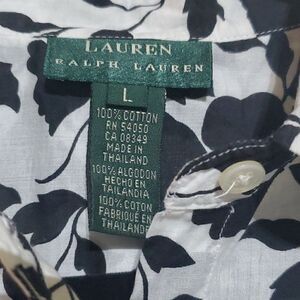 LAUREN
RALPH LAUREN
L
100% COTTON
RN 54050
CA 08349
MADE IN
THAILAND
100% ALGODON
HECHO EN
TAILANDIA
100% COTON
FABRIQUÉ EN
THAILANDE